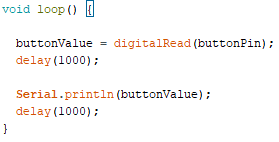 void loop() {
buttonValue = digitalRead(buttonPin);
delay(1000);
Serial.println(buttonValue);
delay(1000);
}